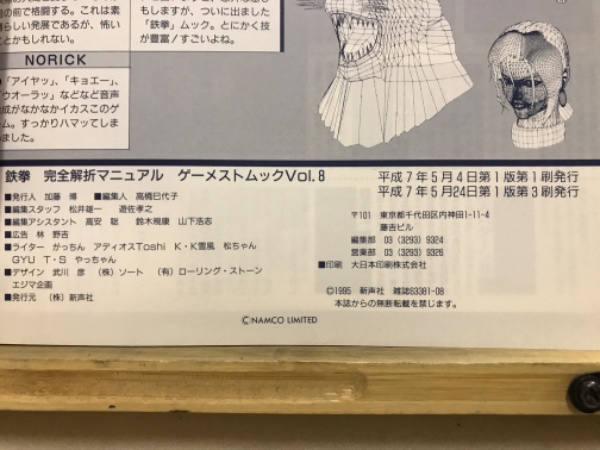 の前で格闘する。これは素
らしい発展であるが、怖い
ことかもしれない。
NORICK
「アイヤッ」、「キョエー」、
「ウオーラッ」などなど音声
成がなかなかイカスこのゲ
ム。すっかりハマッてしま
ました。
もしますが、ついに出ました
「鉄拳」ムック。とにかく技
が豊富!すごいよね。
鉄拳 完全解折マニュアル ゲーメストムックVol.8
平成7年5月4日第1版第1刷発行
平成7年5月24日第1版第3刷発行
■発行人 加藤 博 ■編集人 高橋巳代子
■編集スタッフ 松井雄一 遊佐孝之
■編集アシスタント 高安 聡 鈴木規康 山下浩志
■広告 林 野吉
■ライター がっちん アディオスToshi K・K雪風 松ちゃん
GYU T・S やっちゃん
■デザイン 武川 彦 (株)ソート (有)ローリング・ストーン
エジマ企画
■発行元 (株)新声社
〒101 東京都千代田区内神田1-11-4
藤吉ビル
編集部 03 (3293) 9324
営業部 03 (3293) 9326
■印刷 大日本印刷株式会社
©1995 新声社 雑誌63381-08
本誌からの無断転載を禁じます。
©NAMCO LIMITED